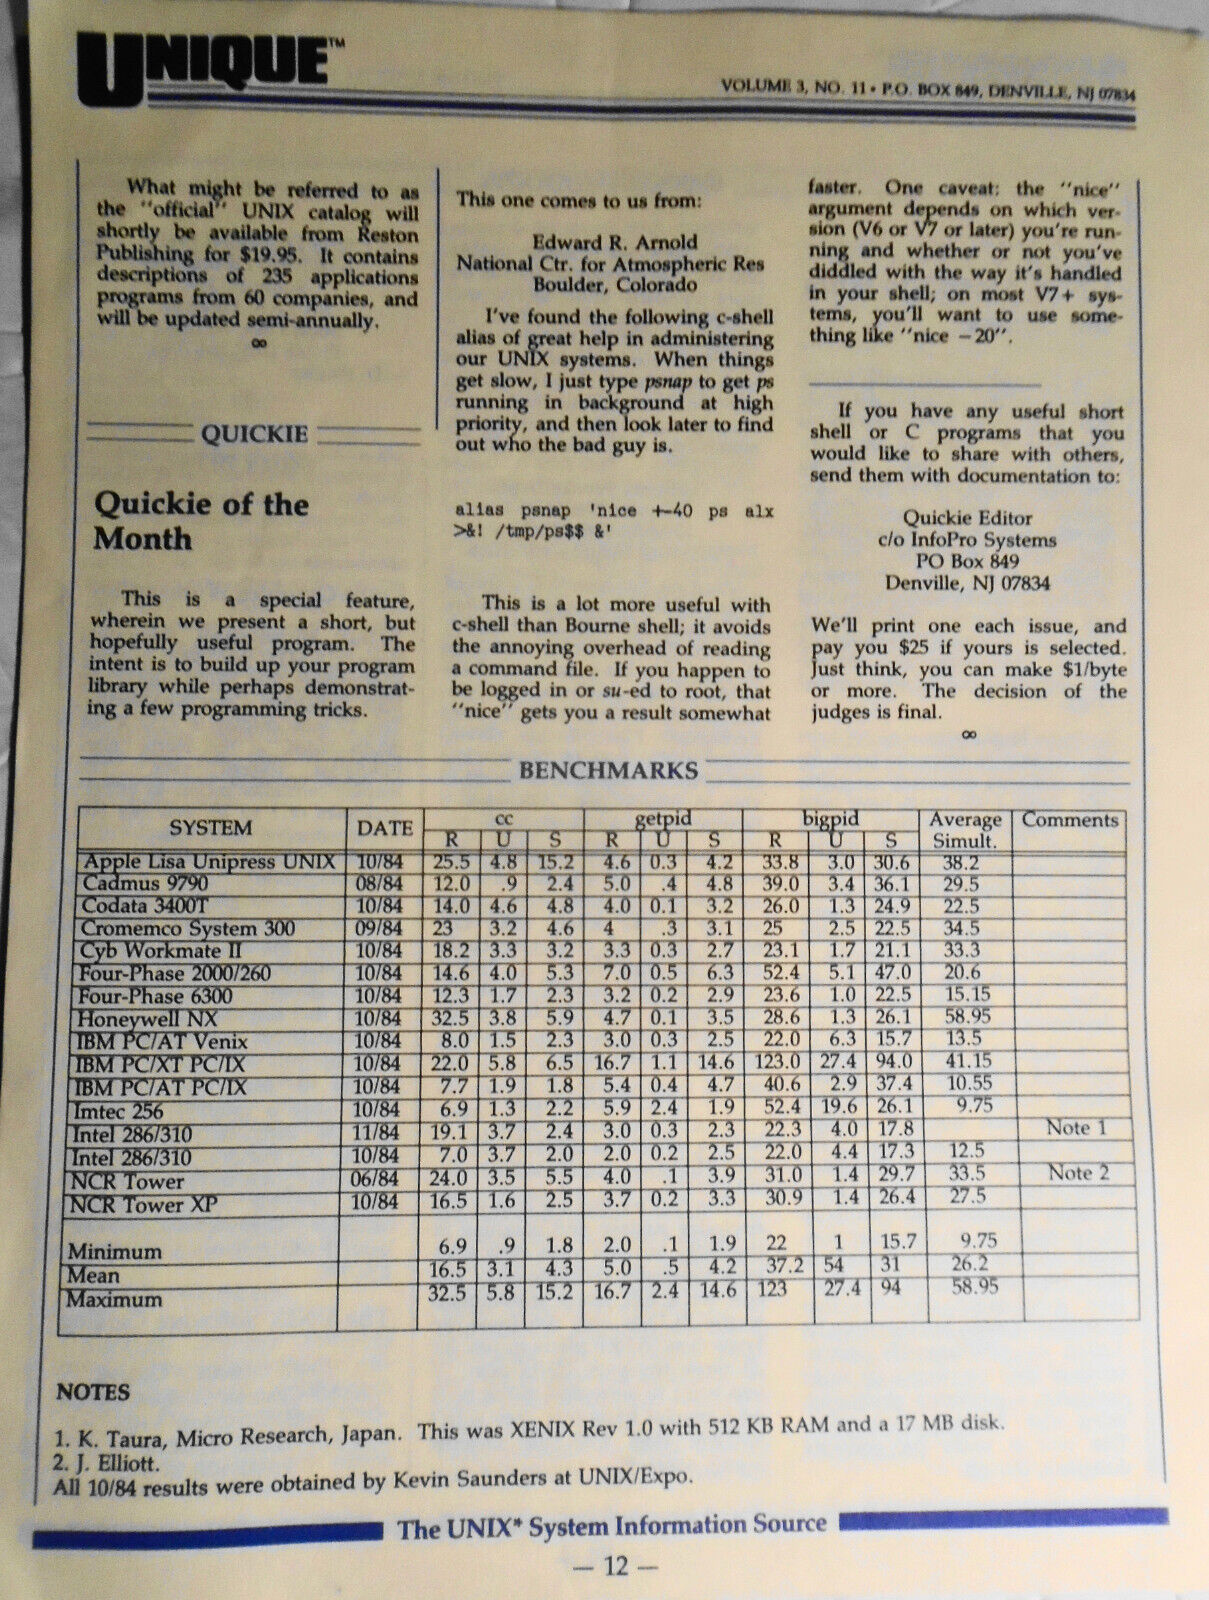 UNIQUE™
VOLUME 3, NO. 11 • P.O. BOX 849, DENVILLE, NJ 07834
What might be referred to as
the "official" UNIX catalog will
shortly be available from Reston
Publishing for $19.95. It contains
descriptions of 235 applications
programs from 60 companies, and
will be updated semi-annually.
∞
QUICKIE
Quickie of the
Month
This is a special feature,
wherein we present a short, but
hopefully useful program. The
intent is to build up your program
library while perhaps demonstrat-
ing a few programming tricks.
This one comes to us from:
Edward R. Arnold
National Ctr. for Atmospheric Res
Boulder, Colorado
I've found the following c-shell
alias of great help in administering
our UNIX systems. When things
get slow, I just type psnap to get ps
running in background at high
priority, and then look later to find
out who the bad guy is.
alias psnap 'nice +-40 ps alx
>&! /tmp/ps$$ &'
This is a lot more useful with
c-shell than Bourne shell; it avoids
the annoying overhead of reading
a command file. If you happen to
be logged in or su-ed to root, that
"nice" gets you a result somewhat
faster. One caveat: the "nice"
argument depends on which ver-
sion (V6 or V7 or later) you're run-
ning and whether or not you've
diddled with the way it's handled
in your shell; on most V7+ sys-
tems, you'll want to use some-
thing like "nice −20".
If you have any useful short
shell or C programs that you
would like to share with others,
send them with documentation to:
Quickie Editor
c/o InfoPro Systems
PO Box 849
Denville, NJ 07834
We'll print one each issue, and
pay you $25 if yours is selected.
Just think, you can make $1/byte
or more. The decision of the
judges is final.
∞
BENCHMARKS
SYSTEM DATE cc getpid bigpid Average Comments
R U S R U S R U S Simult.
Apple Lisa Unipress UNIX 10/84 25.5 4.8 15.2 4.6 0.3 4.2 33.8 3.0 30.6 38.2
Cadmus 9790 08/84 12.0 .9 2.4 5.0 .4 4.8 39.0 3.4 36.1 29.5
Codata 3400T 10/84 14.0 4.6 4.8 4.0 0.1 3.2 26.0 1.3 24.9 22.5
Cromemco System 300 09/84 23 3.2 4.6 4 .3 3.1 25 2.5 22.5 34.5
Cyb Workmate II 10/84 18.2 3.3 3.2 3.3 0.3 2.7 23.1 1.7 21.1 33.3
Four-Phase 2000/260 10/84 14.6 4.0 5.3 7.0 0.5 6.3 52.4 5.1 47.0 20.6
Four-Phase 6300 10/84 12.3 1.7 2.3 3.2 0.2 2.9 23.6 1.0 22.5 15.15
Honeywell NX 10/84 32.5 3.8 5.9 4.7 0.1 3.5 28.6 1.3 26.1 58.95
IBM PC/AT Venix 10/84 8.0 1.5 2.3 3.0 0.3 2.5 22.0 6.3 15.7 13.5
IBM PC/XT PC/IX 10/84 22.0 5.8 6.5 16.7 1.1 14.6 123.0 27.4 94.0 41.15
IBM PC/AT PC/IX 10/84 7.7 1.9 1.8 5.4 0.4 4.7 40.6 2.9 37.4 10.55
Imtec 256 10/84 6.9 1.3 2.2 5.9 2.4 1.9 52.4 19.6 26.1 9.75
Intel 286/310 11/84 19.1 3.7 2.4 3.0 0.3 2.3 22.3 4.0 17.8 Note 1
Intel 286/310 10/84 7.0 3.7 2.0 2.0 0.2 2.5 22.0 4.4 17.3 12.5
NCR Tower 06/84 24.0 3.5 5.5 4.0 .1 3.9 31.0 1.4 29.7 33.5 Note 2
NCR Tower XP 10/84 16.5 1.6 2.5 3.7 0.2 3.3 30.9 1.4 26.4 27.5
Minimum 6.9 .9 1.8 2.0 .1 1.9 22 1 15.7 9.75
Mean 16.5 3.1 4.3 5.0 .5 4.2 37.2 54 31 26.2
Maximum 32.5 5.8 15.2 16.7 2.4 14.6 123 27.4 94 58.95
NOTES
1. K. Taura, Micro Research, Japan. This was XENIX Rev 1.0 with 512 KB RAM and a 17 MB disk.
2. J. Elliott.
All 10/84 results were obtained by Kevin Saunders at UNIX/Expo.
The UNIX* System Information Source
— 12 —